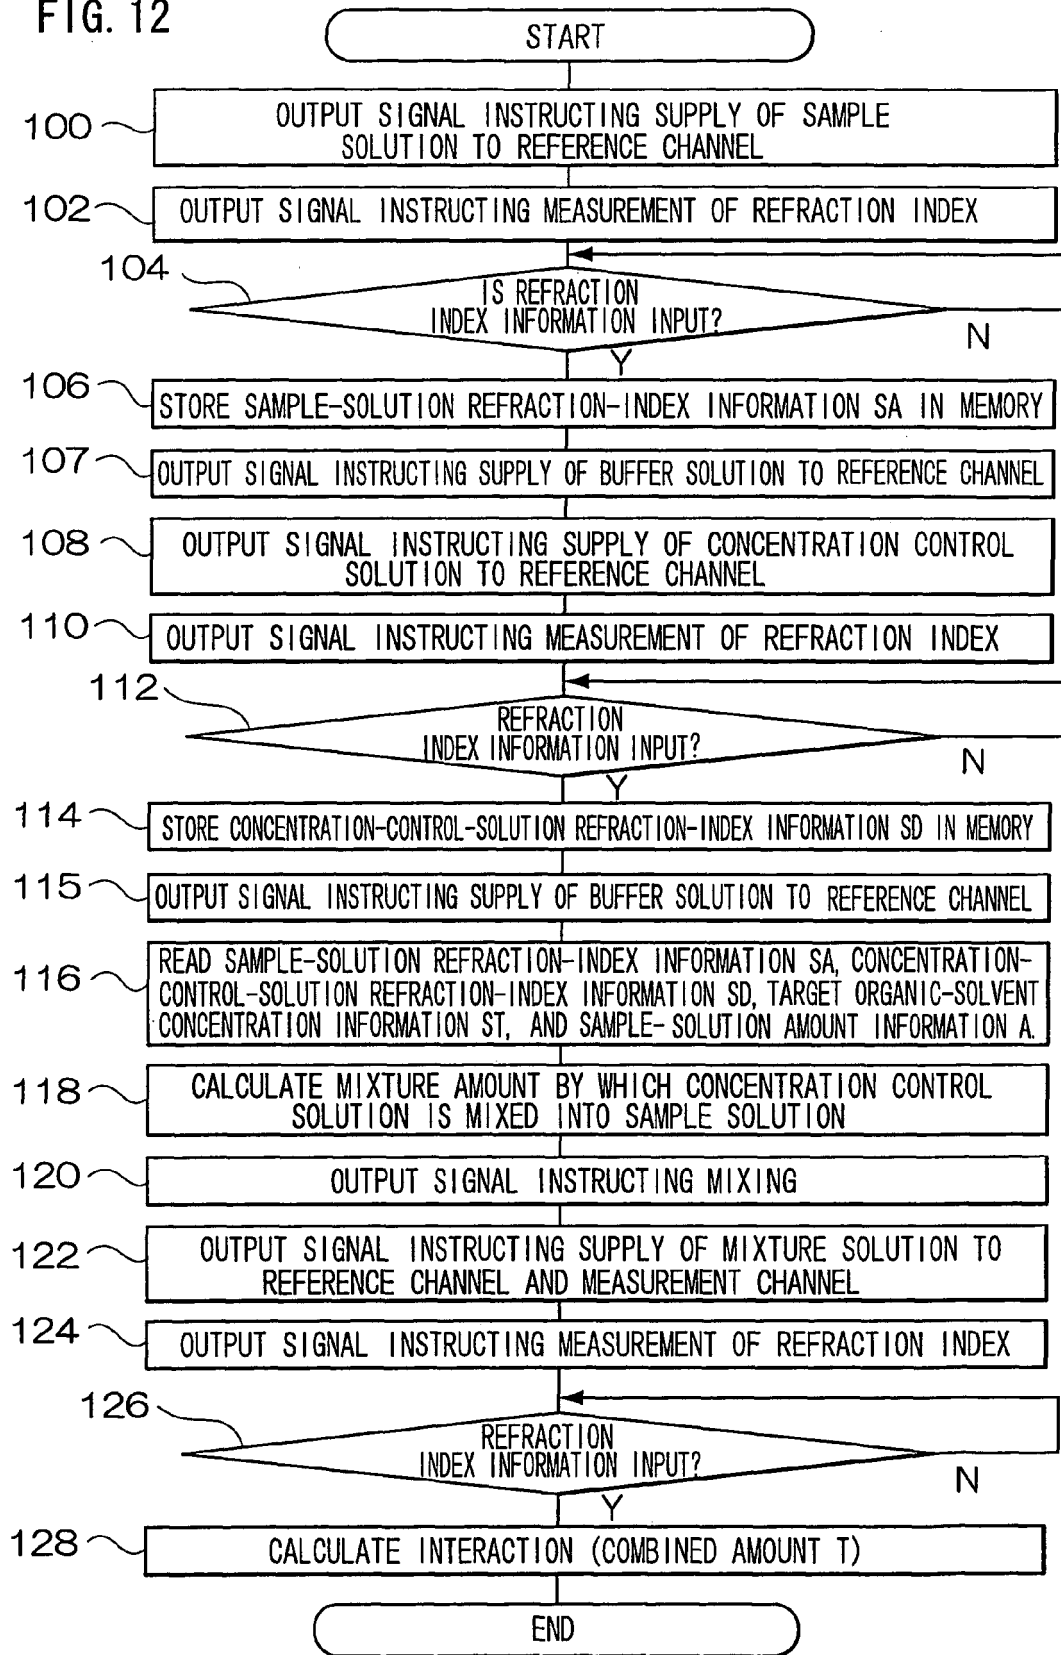 FIG. 12
START
100
OUTPUT SIGNAL INSTRUCTING SUPPLY OF SAMPLE
SOLUTION TO REFERENCE CHANNEL
102
OUTPUT SIGNAL INSTRUCTING MEASUREMENT OF REFRACTION INDEX
104
IS REFRACTION
INDEX INFORMATION INPUT?
N
Y
106
STORE SAMPLE-SOLUTION REFRACTION-INDEX INFORMATION SA IN MEMORY
107
OUTPUT SIGNAL INSTRUCTING SUPPLY OF BUFFER SOLUTION TO REFERENCE CHANNEL
108
OUTPUT SIGNAL INSTRUCTING SUPPLY OF CONCENTRATION CONTROL
SOLUTION TO REFERENCE CHANNEL
110
OUTPUT SIGNAL INSTRUCTING MEASUREMENT OF REFRACTION INDEX
112
REFRACTION
INDEX INFORMATION INPUT?
N
Y
114
STORE CONCENTRATION-CONTROL-SOLUTION REFRACTION-INDEX INFORMATION SD IN MEMORY
115
OUTPUT SIGNAL INSTRUCTING SUPPLY OF BUFFER SOLUTION TO REFERENCE CHANNEL
116
READ SAMPLE-SOLUTION REFRACTION-INDEX INFORMATION SA, CONCENTRATION-
CONTROL-SOLUTION REFRACTION-INDEX INFORMATION SD, TARGET ORGANIC-SOLVENT
CONCENTRATION INFORMATION ST, AND SAMPLE-SOLUTION AMOUNT INFORMATION A.
118
CALCULATE MIXTURE AMOUNT BY WHICH CONCENTRATION CONTROL
SOLUTION IS MIXED INTO SAMPLE SOLUTION
120
OUTPUT SIGNAL INSTRUCTING MIXING
122
OUTPUT SIGNAL INSTRUCTING SUPPLY OF MIXTURE SOLUTION TO
REFERENCE CHANNEL AND MEASUREMENT CHANNEL
124
OUTPUT SIGNAL INSTRUCTING MEASUREMENT OF REFRACTION INDEX
126
REFRACTION
INDEX INFORMATION INPUT?
N
Y
128
CALCULATE INTERACTION (COMBINED AMOUNT T)
END